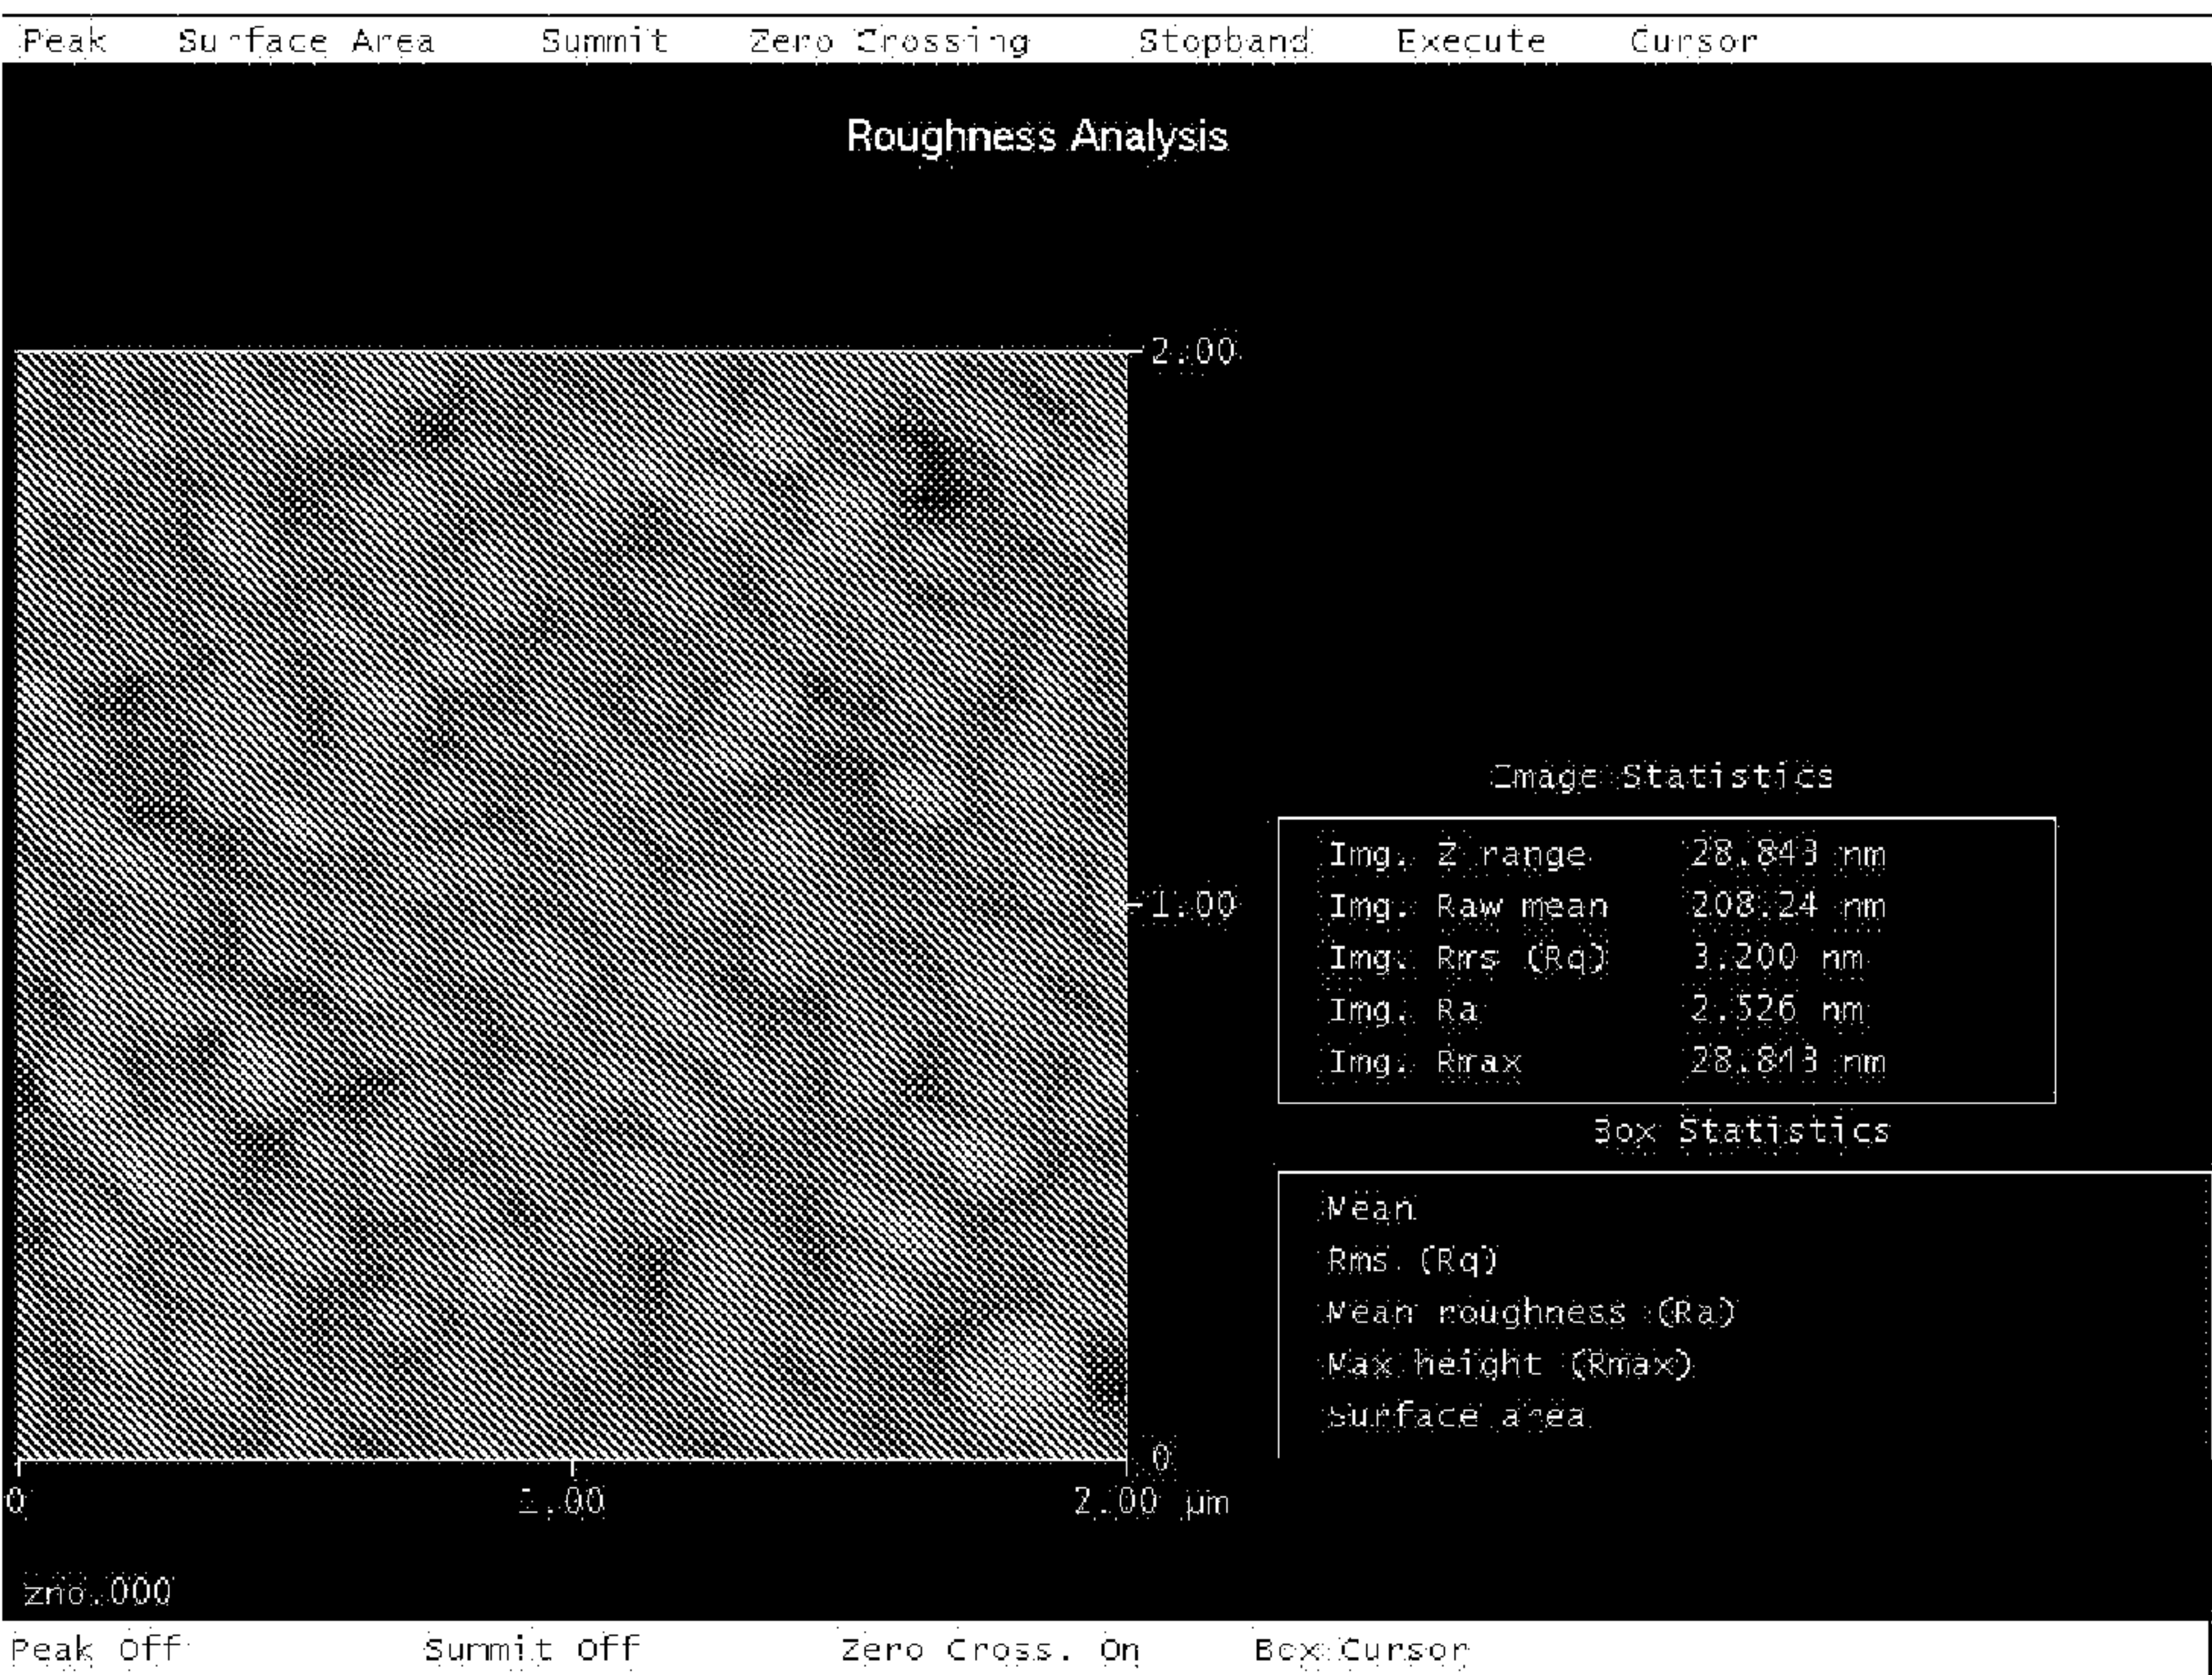 Peak Surface Area Summit Zero Crossing Stopband Execute Cursor
Roughness Analysis
2.00
1.00
0
0 1.00 2.00 µm
Image Statistics
Img. Z range 28.843 nm
Img. Raw mean 208.24 nm
Img. Rms (Rq) 3.200 nm
Img. Ra 2.526 nm
Img. Rmax 28.843 nm
Box Statistics
Mean
Rms (Rq)
Mean roughness (Ra)
Max height (Rmax)
Surface area
zno.000
Peak Off Summit Off Zero Cross. On Box Cursor